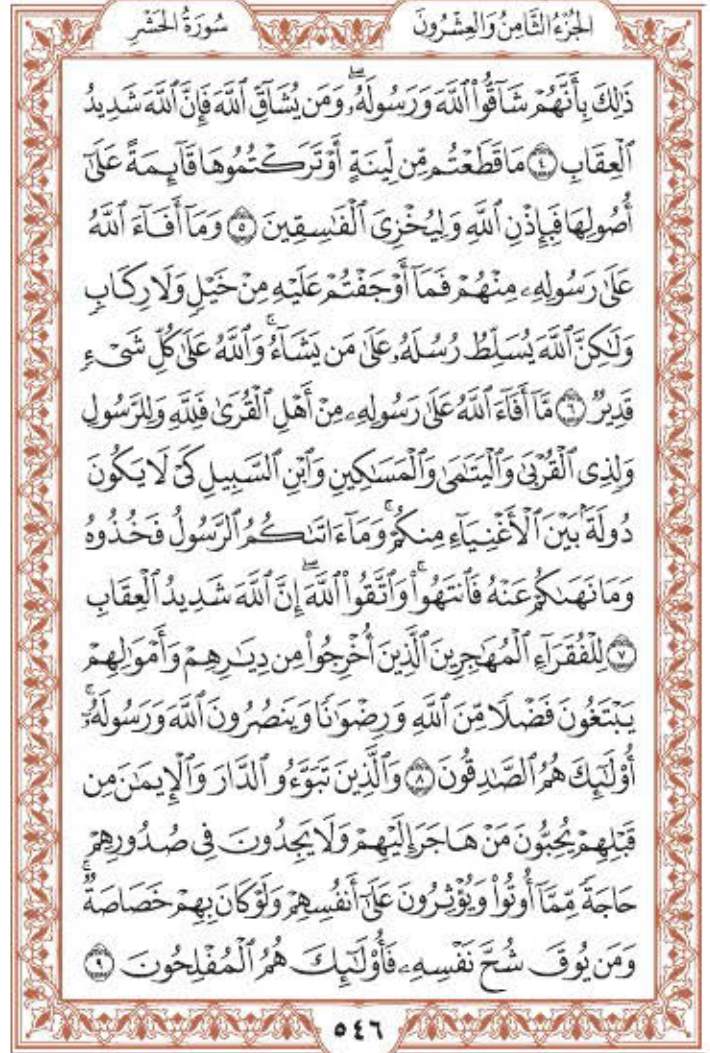 الجُزْءُ الثَّامِنُ وَالعِشْرُونَ سُورَةُ الحَشْرِ
ذَٰلِكَ بِأَنَّهُمْ شَآقُّوا۟ ٱللَّهَ وَرَسُولَهُۥۖ وَمَن يُشَآقِّ ٱللَّهَ فَإِنَّ ٱللَّهَ شَدِيدُ
ٱلْعِقَابِ ٤ مَا قَطَعْتُم مِّن لِّينَةٍ أَوْ تَرَكْتُمُوهَا قَآئِمَةً عَلَىٰٓ
أُصُولِهَا فَبِإِذْنِ ٱللَّهِ وَلِيُخْزِىَ ٱلْفَٰسِقِينَ ٥ وَمَآ أَفَآءَ ٱللَّهُ
عَلَىٰ رَسُولِهِۦ مِنْهُمْ فَمَآ أَوْجَفْتُمْ عَلَيْهِ مِنْ خَيْلٍ وَلَا رِكَابٍ
وَلَٰكِنَّ ٱللَّهَ يُسَلِّطُ رُسُلَهُۥ عَلَىٰ مَن يَشَآءُۚ وَٱللَّهُ عَلَىٰ كُلِّ شَىْءٍ
قَدِيرٌ ٦ مَّآ أَفَآءَ ٱللَّهُ عَلَىٰ رَسُولِهِۦ مِنْ أَهْلِ ٱلْقُرَىٰ فَلِلَّهِ وَلِلرَّسُولِ
وَلِذِى ٱلْقُرْبَىٰ وَٱلْيَتَٰمَىٰ وَٱلْمَسَٰكِينِ وَٱبْنِ ٱلسَّبِيلِ كَىْ لَا يَكُونَ
دُولَةًۢ بَيْنَ ٱلْأَغْنِيَآءِ مِنكُمْۚ وَمَآ ءَاتَىٰكُمُ ٱلرَّسُولُ فَخُذُوهُ
وَمَا نَهَىٰكُمْ عَنْهُ فَٱنتَهُوا۟ۚ وَٱتَّقُوا۟ ٱللَّهَۖ إِنَّ ٱللَّهَ شَدِيدُ ٱلْعِقَابِ
٧ لِلْفُقَرَآءِ ٱلْمُهَٰجِرِينَ ٱلَّذِينَ أُخْرِجُوا۟ مِن دِيَٰرِهِمْ وَأَمْوَٰلِهِمْ
يَبْتَغُونَ فَضْلًا مِّنَ ٱللَّهِ وَرِضْوَٰنًا وَيَنصُرُونَ ٱللَّهَ وَرَسُولَهُۥٓۚ
أُو۟لَٰٓئِكَ هُمُ ٱلصَّٰدِقُونَ ٨ وَٱلَّذِينَ تَبَوَّءُو ٱلدَّارَ وَٱلْإِيمَٰنَ مِن
قَبْلِهِمْ يُحِبُّونَ مَنْ هَاجَرَ إِلَيْهِمْ وَلَا يَجِدُونَ فِى صُدُورِهِمْ
حَاجَةً مِّمَّآ أُوتُوا۟ وَيُؤْثِرُونَ عَلَىٰٓ أَنفُسِهِمْ وَلَوْ كَانَ بِهِمْ خَصَاصَةٌۚ
وَمَن يُوقَ شُحَّ نَفْسِهِۦ فَأُو۟لَٰٓئِكَ هُمُ ٱلْمُفْلِحُونَ ٩
٥٤٦